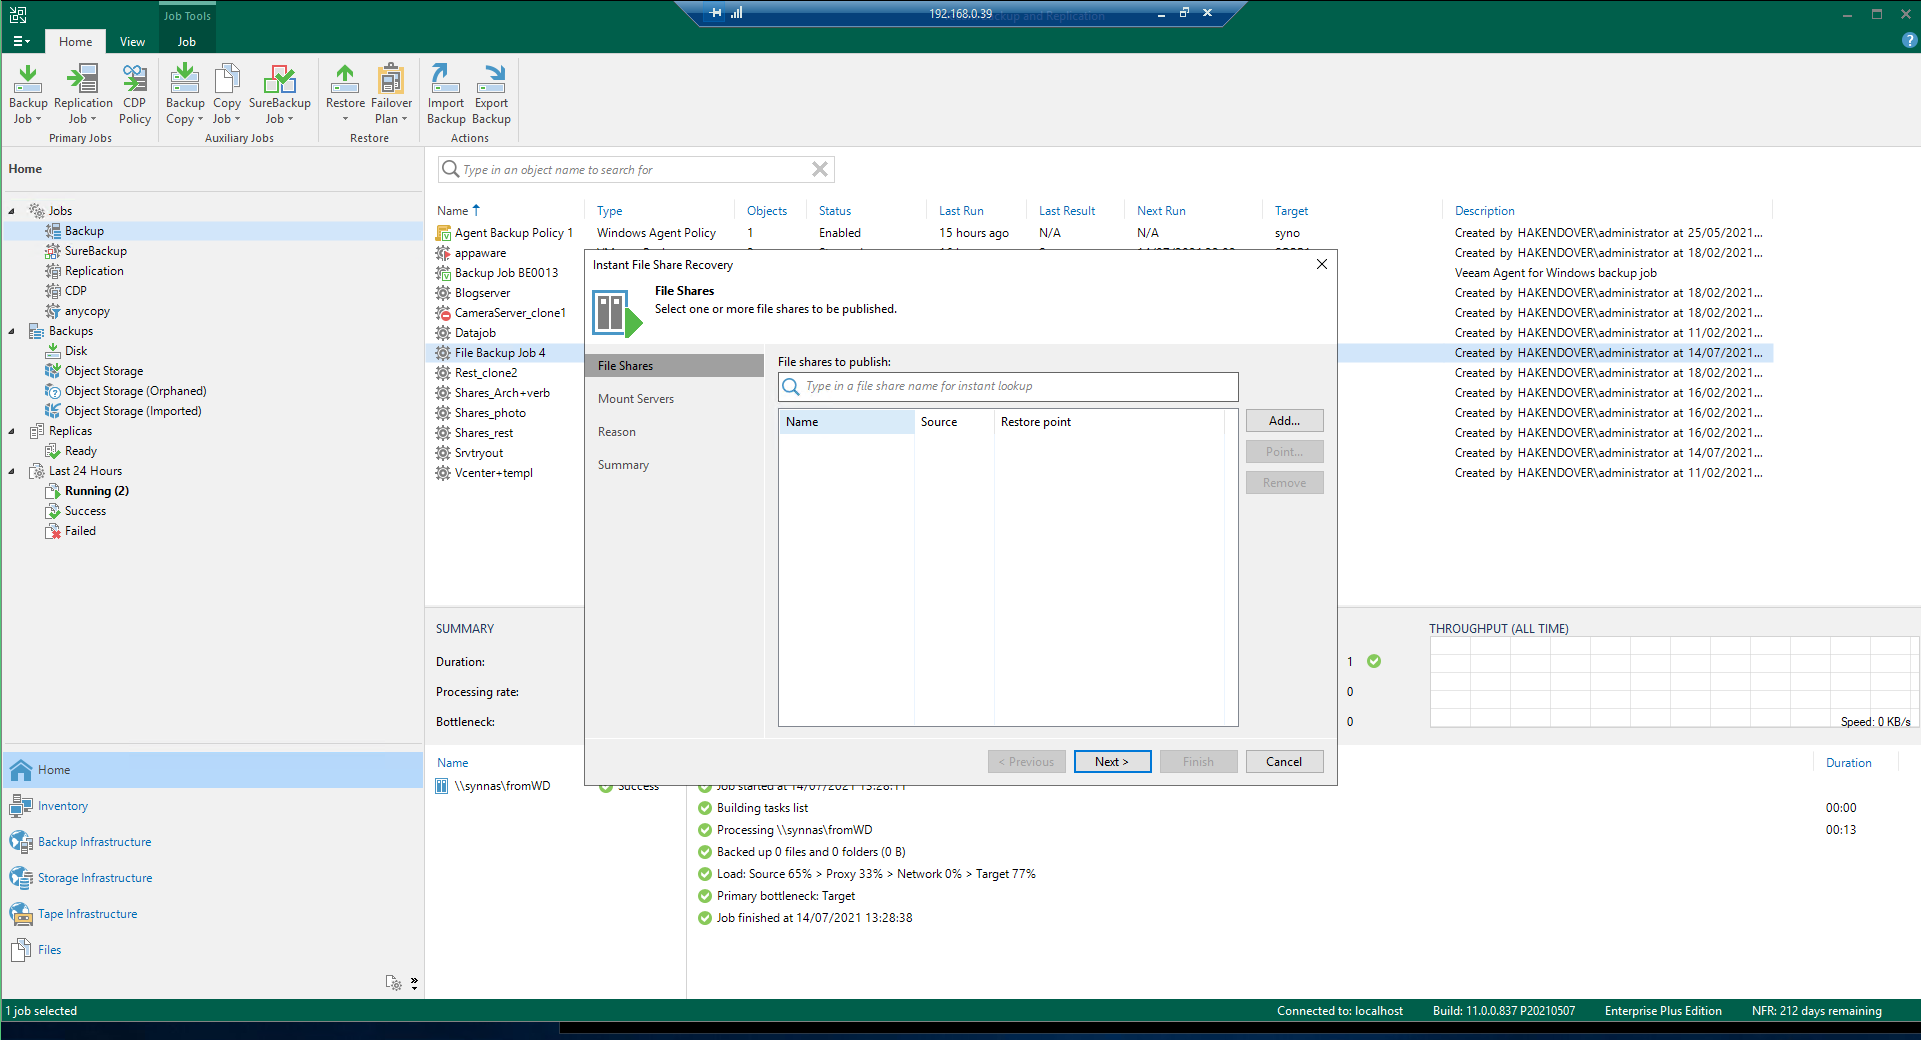 Job Tools
192.168.0.39
Backup and Replication
Home View Job
Backup Job
Replication Job
CDP Policy
Backup Copy
Copy Job
SureBackup Job
Restore
Failover Plan
Import Backup
Export Backup
Primary Jobs
Auxiliary Jobs
Restore
Actions
Home
Type in an object name to search for
Jobs
Backup
SureBackup
Replication
CDP
anycopy
Backups
Disk
Object Storage
Object Storage (Orphaned)
Object Storage (Imported)
Replicas
Ready
Last 24 Hours
Running (2)
Success
Failed
Home
Inventory
Backup Infrastructure
Storage Infrastructure
Tape Infrastructure
Files
Name Type Objects Status Last Run Last Result Next Run Target Description
Agent Backup Policy 1 Windows Agent Policy 1 Enabled 15 hours ago N/A N/A syno Created by HAKENDOVER\administrator at 25/05/2021...
appaware Created by HAKENDOVER\administrator at 18/02/2021...
Backup Job BE0013 Veeam Agent for Windows backup job
Blogserver Created by HAKENDOVER\administrator at 18/02/2021...
CameraServer_clone1 Created by HAKENDOVER\administrator at 18/02/2021...
Datajob Created by HAKENDOVER\administrator at 11/02/2021...
File Backup Job 4 Created by HAKENDOVER\administrator at 14/07/2021...
Rest_clone2 Created by HAKENDOVER\administrator at 18/02/2021...
Shares_Arch+verb Created by HAKENDOVER\administrator at 16/02/2021...
Shares_photo Created by HAKENDOVER\administrator at 16/02/2021...
Shares_rest Created by HAKENDOVER\administrator at 16/02/2021...
Srvtryout Created by HAKENDOVER\administrator at 14/07/2021...
Vcenter+templ Created by HAKENDOVER\administrator at 11/02/2021...
Instant File Share Recovery
File Shares
Select one or more file shares to be published.
File Shares
Mount Servers
Reason
Summary
File shares to publish:
Type in a file share name for instant lookup
Name Source Restore point
Add...
Point...
Remove
< Previous Next > Finish Cancel
SUMMARY
Duration:
Processing rate:
Bottleneck:
1
0
0
THROUGHPUT (ALL TIME)
Speed: 0 KB/s
Name Duration
\\synnas\fromWD Success
Job started at 14/07/2021 13:28:11
Building tasks list 00:00
Processing \\synnas\fromWD 00:13
Backed up 0 files and 0 folders (0 B)
Load: Source 65% > Proxy 33% > Network 0% > Target 77%
Primary bottleneck: Target
Job finished at 14/07/2021 13:28:38
1 job selected
Connected to: localhost Build: 11.0.0.837 P20210507 Enterprise Plus Edition NFR: 212 days remaining